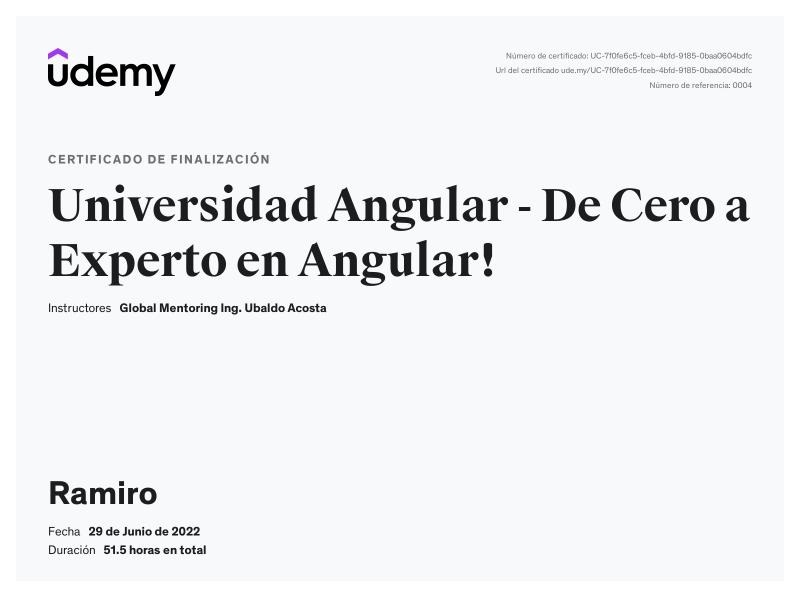 udemy
Número de certificado: UC-7f0fe6c5-fceb-4bfd-9185-0baa0604bdfc
Url del certificado ude.my/UC-7f0fe6c5-fceb-4bfd-9185-0baa0604bdfc
Número de referencia: 0004
CERTIFICADO DE FINALIZACIÓN
Universidad Angular - De Cero a
Experto en Angular!
Instructores Global Mentoring Ing. Ubaldo Acosta
Ramiro
Fecha 29 de Junio de 2022
Duración 51.5 horas en total